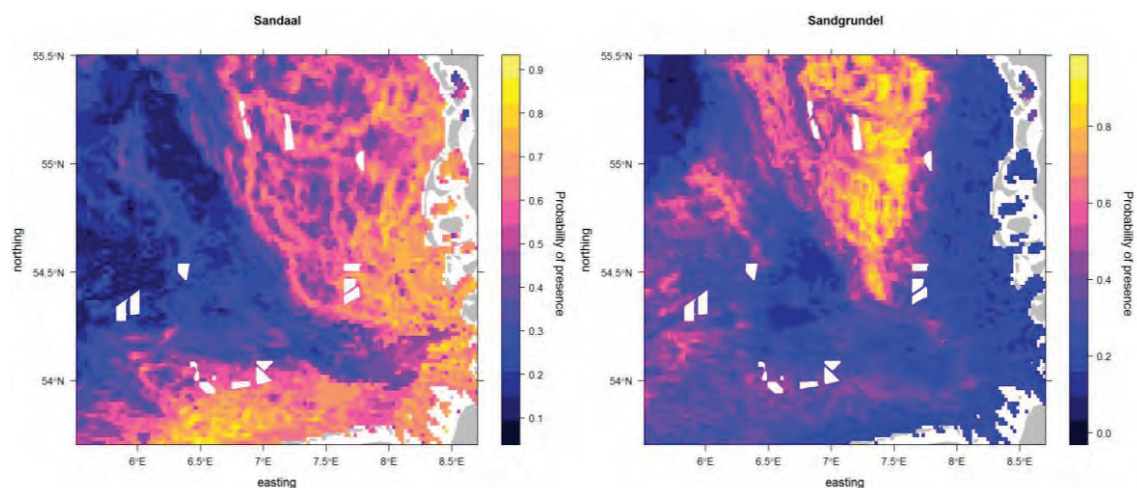 Sandaal
55.5°N
55°N
54.5°N
54°N
northing
6°E
6.5°E
7°E
7.5°E
8°E
8.5°E
easting
0.9
0.8
0.7
0.6
0.5
0.4
0.3
0.2
0.1
Probability of presence
Sandgrundel
55.5°N
55°N
54.5°N
54°N
northing
6°E
6.5°E
7°E
7.5°E
8°E
8.5°E
easting
0.8
0.6
0.4
0.2
0.0
Probability of presence